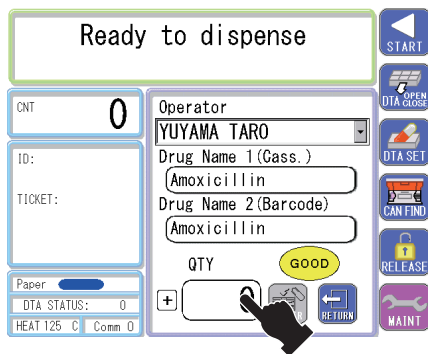 Ready to dispense
START
DTA OPEN
CLOSE
CNT 0
Operator
YUYAMA TARO
DTA SET
ID:
Drug Name 1(Cass.)
Amoxicillin
TICKET:
Drug Name 2(Barcode)
Amoxicillin
CAN FIND
QTY
GOOD
RELEASE
Paper
+
0
RETURN
DTA STATUS: 0
HEAT 125 C Comm 0
MAINT